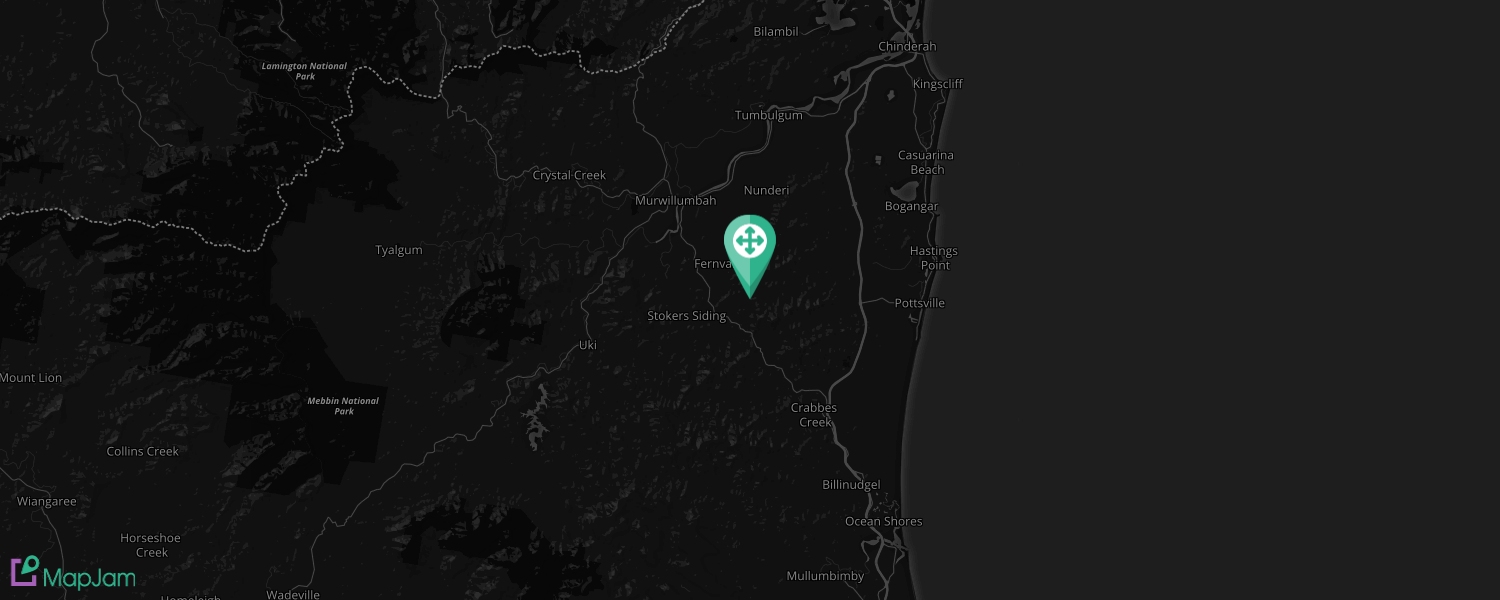 Bilambil
Chinderah
Lamington National
Park
Kingscliff
Tumbulgum
Casuarina
Beach
Crystal Creek
Nunderi
Murwillumbah
Bogangar
Tyalgum
Hastings
Point
Fernva
Pottsville
Stokers Siding
Uki
Mount Lion
Mebbin National
Park
Crabbes
Creek
Collins Creek
Billinudgel
Wiangaree
Ocean Shores
Horseshoe
Creek
MapJam
Mullumbimby
Wadeville